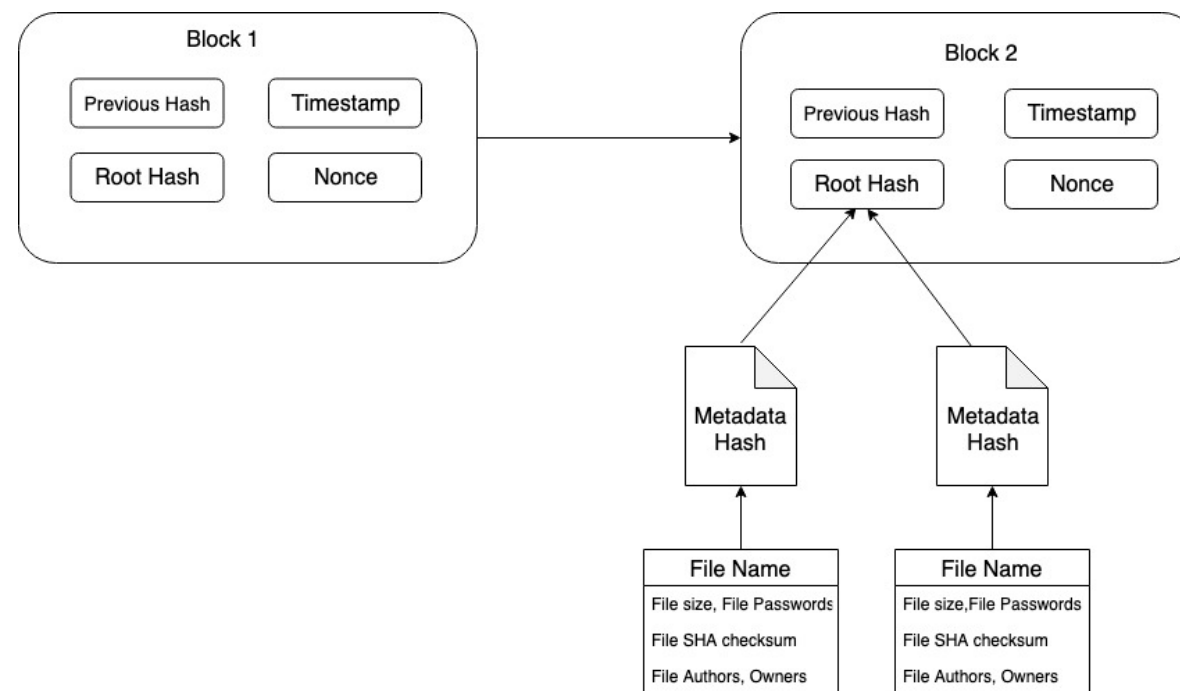 Block 1
Previous Hash
Timestamp
Root Hash
Nonce
Block 2
Previous Hash
Timestamp
Root Hash
Nonce
Metadata
Hash
Metadata
Hash
File Name
File size, File Passwords
File SHA checksum
File Authors, Owners
File Name
File size,File Passwords
File SHA checksum
File Authors, Owners